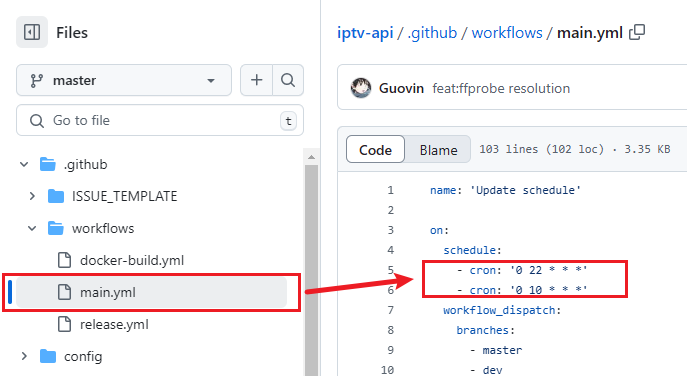 Files
master
Go to file
t
.github
ISSUE_TEMPLATE
workflows
docker-build.yml
main.yml
release.yml
config
iptv-api / .github / workflows / main.yml
Guovin feat:ffprobe resolution
Code Blame 103 lines (102 loc) · 3.35 KB
1 name: 'Update schedule'
2
3 on:
4 schedule:
5 - cron: '0 22 * * *'
6 - cron: '0 10 * * *'
7 workflow_dispatch:
8 branches:
9 - master
10 - dev